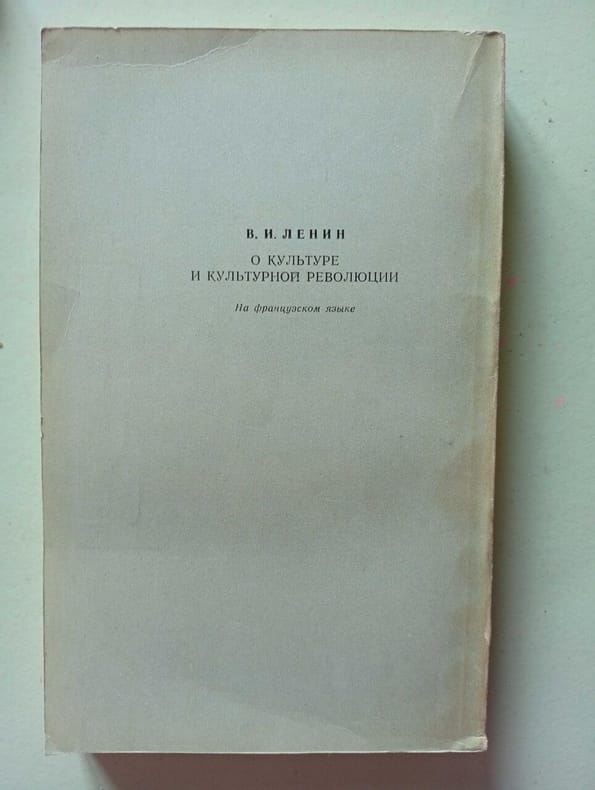 В. И. ЛЕНИН
О КУЛЬТУРЕ
И КУЛЬТУРНОЙ РЕВОЛЮЦИИ
На французском языке